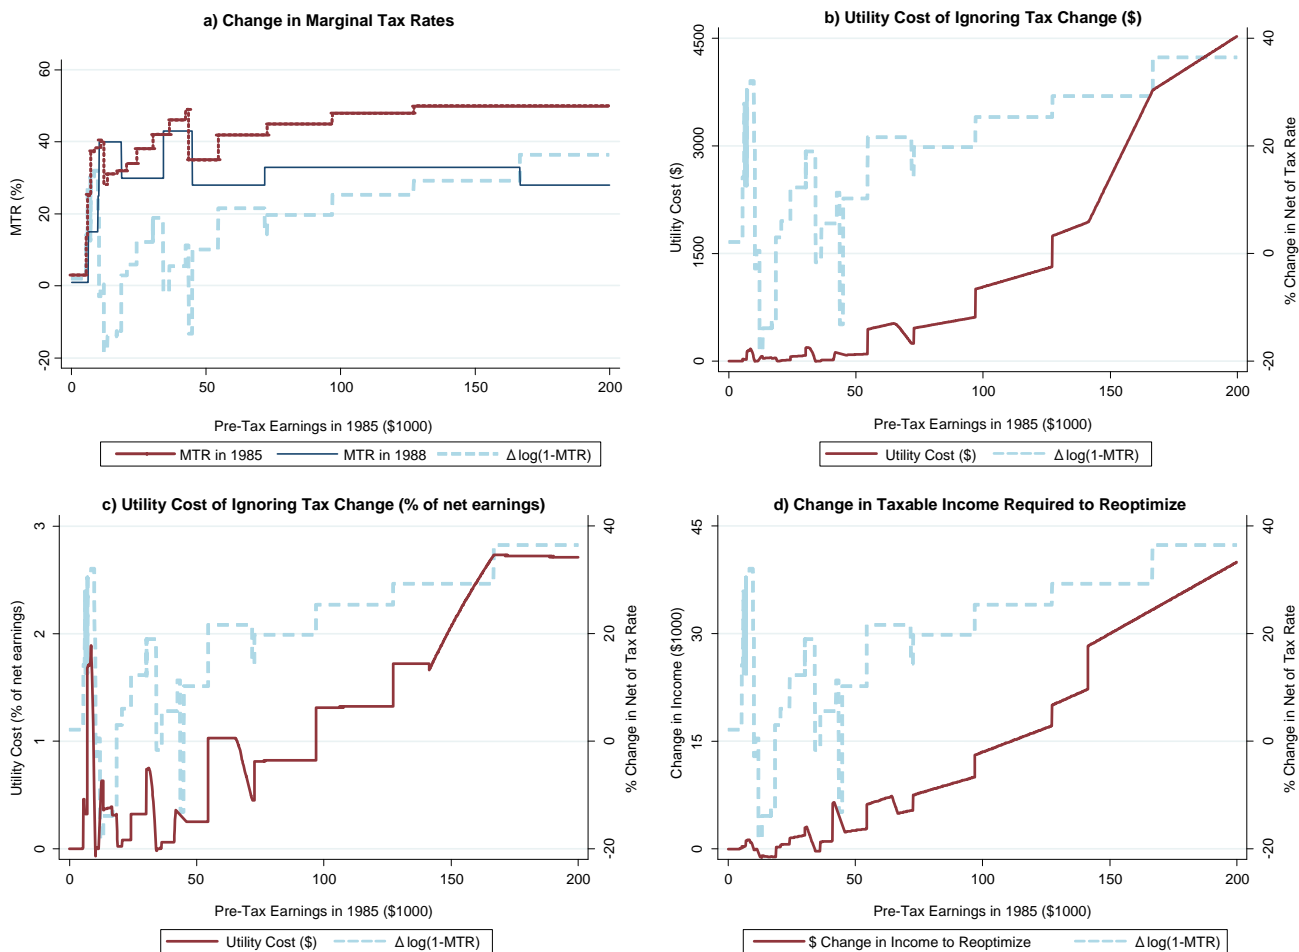 a) Change in Marginal Tax Rates
MTR (%)
60
40
20
0
-20
0 50 100 150 200
Pre-Tax Earnings in 1985 ($1000)
MTR in 1985 MTR in 1988 Δ log(1-MTR)
b) Utility Cost of Ignoring Tax Change ($)
Utility Cost ($)
4500
3000
1500
0
% Change in Net of Tax Rate
40
20
0
-20
0 50 100 150 200
Pre-Tax Earnings in 1985 ($1000)
Utility Cost ($) Δ log(1-MTR)
c) Utility Cost of Ignoring Tax Change (% of net earnings)
Utility Cost (% of net earnings)
3
2
1
0
% Change in Net of Tax Rate
40
20
0
-20
0 50 100 150 200
Pre-Tax Earnings in 1985 ($1000)
Utility Cost ($) Δ log(1-MTR)
d) Change in Taxable Income Required to Reoptimize
Change in Income ($1000)
45
30
15
0
% Change in Net of Tax Rate
40
20
0
-20
0 50 100 150 200
Pre-Tax Earnings in 1985 ($1000)
$ Change in Income to Reoptimize Δ log(1-MTR)